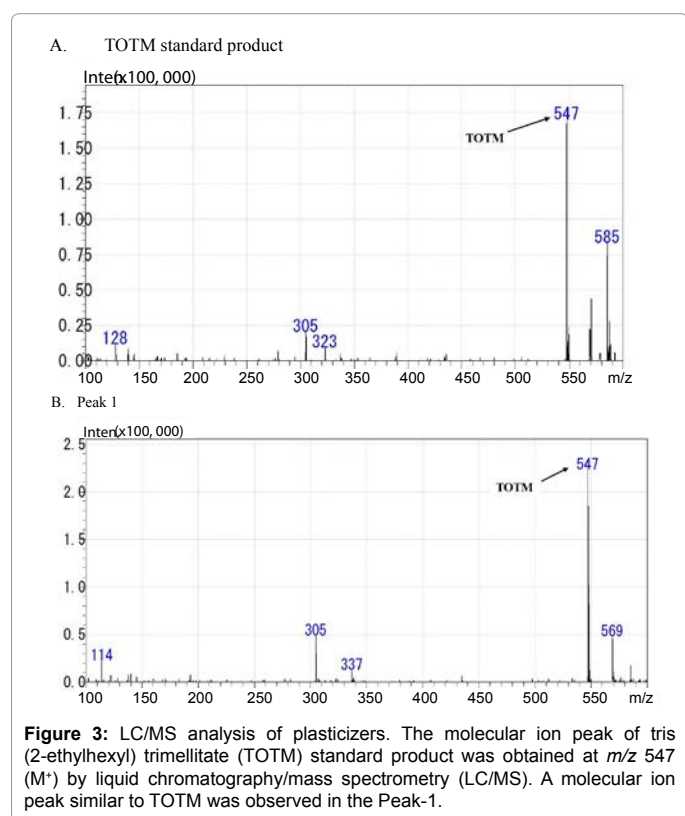 A. TOTM standard product
Inten.(x100,000)
1.75
1.50
1.25
1.00
0.75
0.50
0.25
0.00
547
TOTM
585
305
323
128
100 150 200 250 300 350 400 450 500 550 m/z
B. Peak 1
Inten.(x100,000)
2.5
2.0
1.5
1.0
0.5
0.0
547
TOTM
569
305
337
114
100 150 200 250 300 350 400 450 500 550 m/z
Figure 3: LC/MS analysis of plasticizers. The molecular ion peak of tris
(2-ethylhexyl) trimellitate (TOTM) standard product was obtained at m/z 547
(M⁺) by liquid chromatography/mass spectrometry (LC/MS). A molecular ion
peak similar to TOTM was observed in the Peak-1.